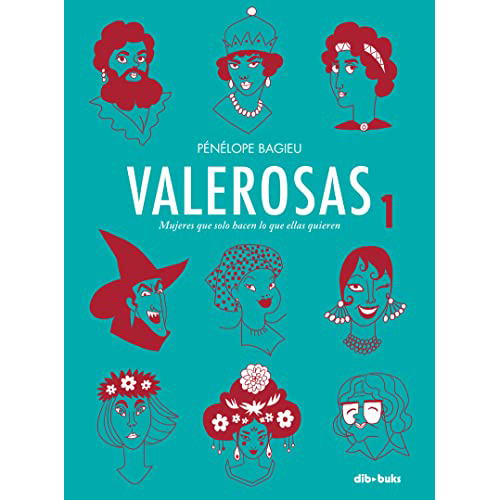 PÉNÉLOPE BAGIEU
VALEROSAS 1
Mujeres que solo hacen lo que ellas quieren
dib▸buks